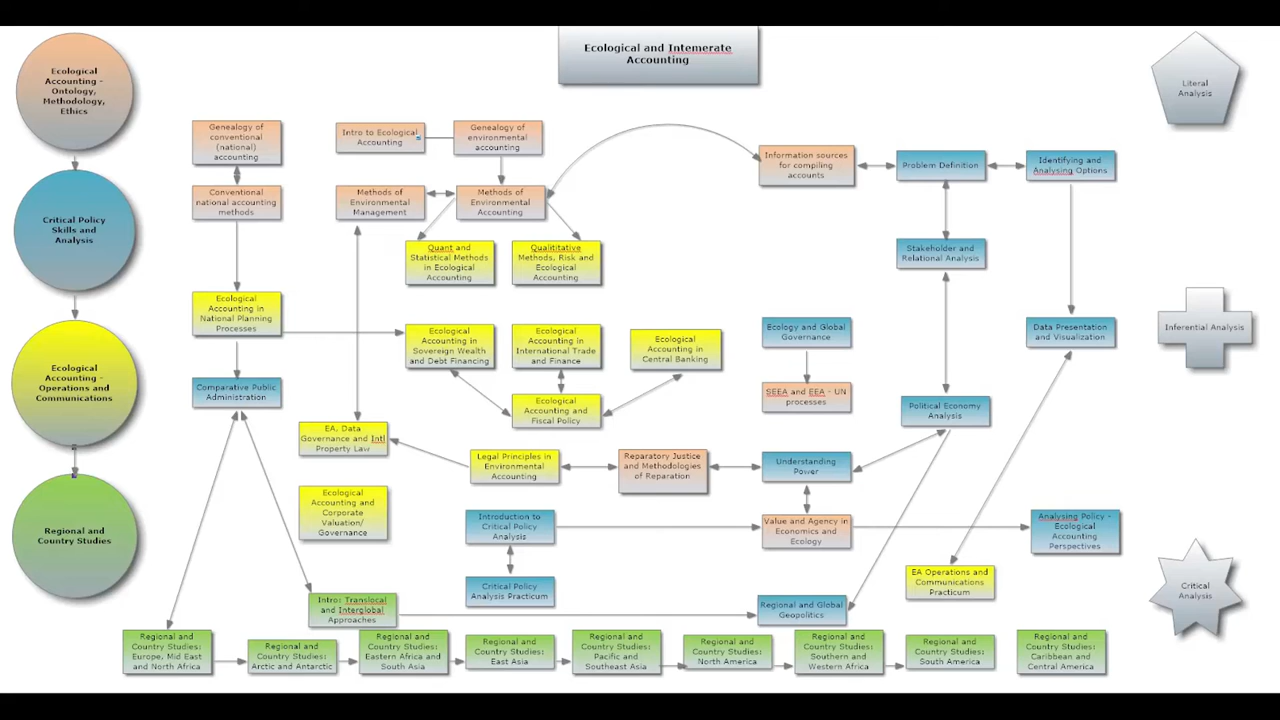 Ecological and Intemerate
Accounting
Ecological
Accounting -
Ontology,
Methodology,
Ethics
Critical Policy
Skills and
Analysis
Ecological
Accounting -
Operations and
Communications
Regional and
Country Studies
Literal
Analysis
Inferential Analysis
Critical
Analysis
Genealogy of
conventional
(national)
accounting
Intro to Ecological
Accounting
Genealogy of
environmental
accounting
Information sources
for compiling
accounts
Problem Definition
Identifying and
Analysing Options
Conventional
national accounting
methods
Methods of
Environmental
Management
Methods of
Environmental
Accounting
Quant and
Statistical Methods
in Ecological
Accounting
Qualtitative
Methods, Risk and
Ecological
Accounting
Stakeholder and
Relational Analysis
Ecological
Accounting in
National Planning
Processes
Ecological
Accounting in
Sovereign Wealth
and Debt Financing
Ecological
Accounting in
International Trade
and Finance
Ecological
Accounting in
Central Banking
Ecology and Global
Governance
Data Presentation
and Visualization
Comparative Public
Administration
Ecological
Accounting and
Fiscal Policy
SEEA and EEA - UN
processes
Political Economy
Analysis
EA, Data
Governance and Intl
Property Law
Legal Principles in
Environmental
Accounting
Reparatory Justice
and Methodologies
of Reparation
Understanding
Power
Ecological
Accounting and
Corporate
Valuation/
Governance
Introduction to
Critical Policy
Analysis
Value and Agency in
Economics and
Ecology
Analysing Policy -
Ecological
Accounting
Perspectives
Critical Policy
Analysis Practicum
EA Operations and
Communications
Practicum
Intro: Translocal
and Interglobal
Approaches
Regional and Global
Geopolitics
Regional and
Country Studies:
Europe, Mid East
and North Africa
Regional and
Country Studies:
Arctic and Antarctic
Regional and
Country Studies:
Eastern Africa and
South Asia
Regional and
Country Studies:
East Asia
Regional and
Country Studies:
Pacific and
Southeast Asia
Regional and
Country Studies:
North America
Regional and
Country Studies:
Southern and
Western Africa
Regional and
Country Studies:
South America
Regional and
Country Studies:
Caribbean and
Central America